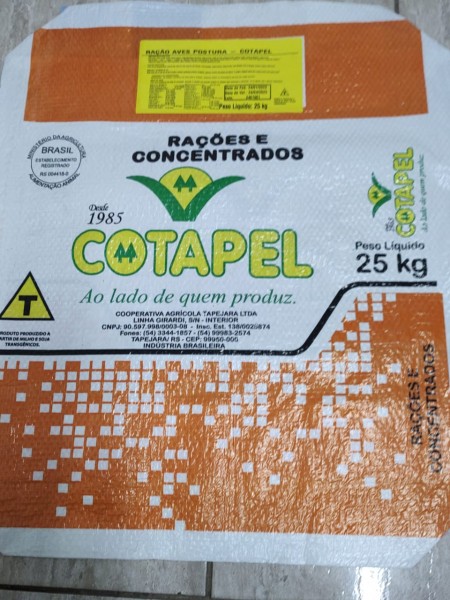 RAÇÃO AVES POSTURA - COTAPEL
Peso Líquido: 25 kg
RAÇÕES E
CONCENTRADOS
MINISTÉRIO DA AGRICULTURA
BRASIL
ESTABELECIMENTO
REGISTRADO
ALIMENTAÇÃO ANIMAL
Desde
1985
COTAPEL
Ao lado de quem produz.
COOPERATIVA AGRÍCOLA TAPEJARA LTDA
LINHA GIRARDI, S/N - INTERIOR
CNPJ: 90.597.998/0003-08 - Insc. Est. 138/0025874
Fones: (54) 3344-1857 - (54) 99983-2574
TAPEJARA/ RS - CEP: 99950-000
INDÚSTRIA BRASILEIRA
T
PRODUTO PRODUZIDO A
PARTIR DE MILHO E SOJA
TRANSGÊNICOS.
Desde
1985
COTAPEL
Ao lado de quem produz.
Peso Líquido
25 kg
RAÇÕES E
CONCENTRADOS